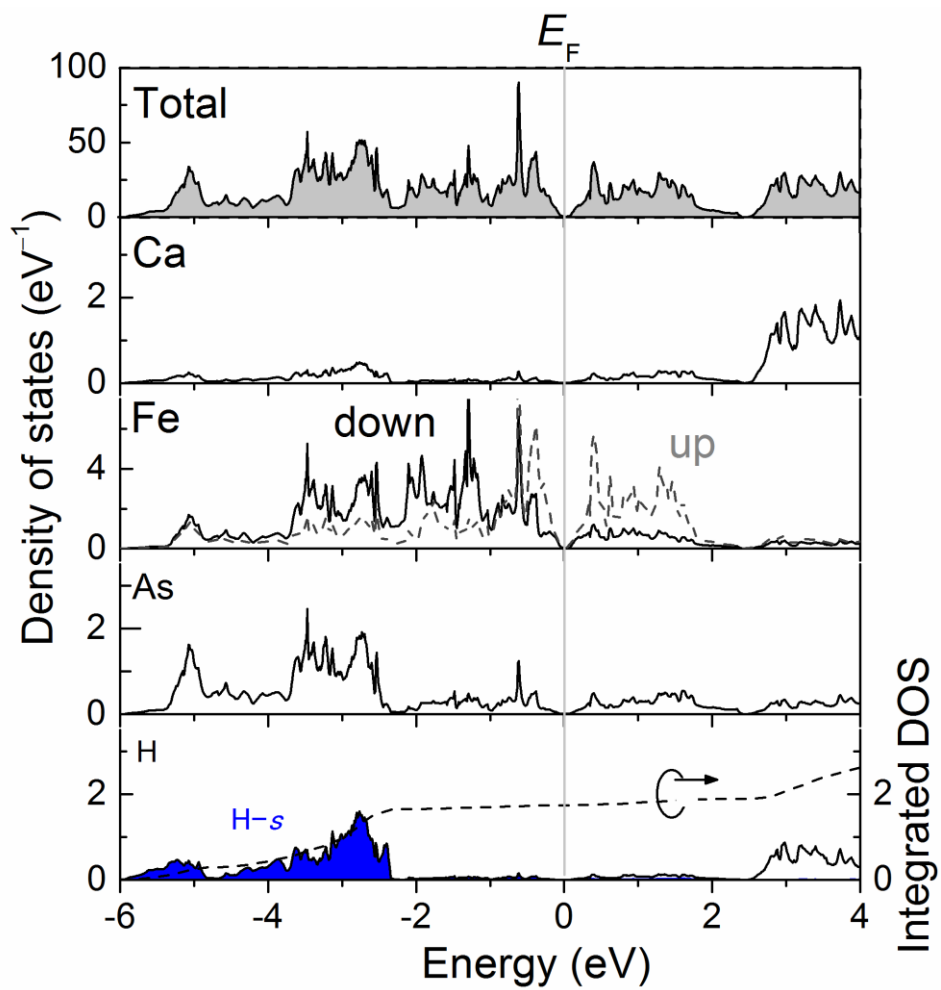 E_F
100
Total
50
0
Ca
2
0
Fe
down
up
4
0
As
2
0
H
H-s
2
2
0
0
-6
-4
-2
0
2
4
Energy (eV)
Density of states (eV⁻¹)
Integrated DOS